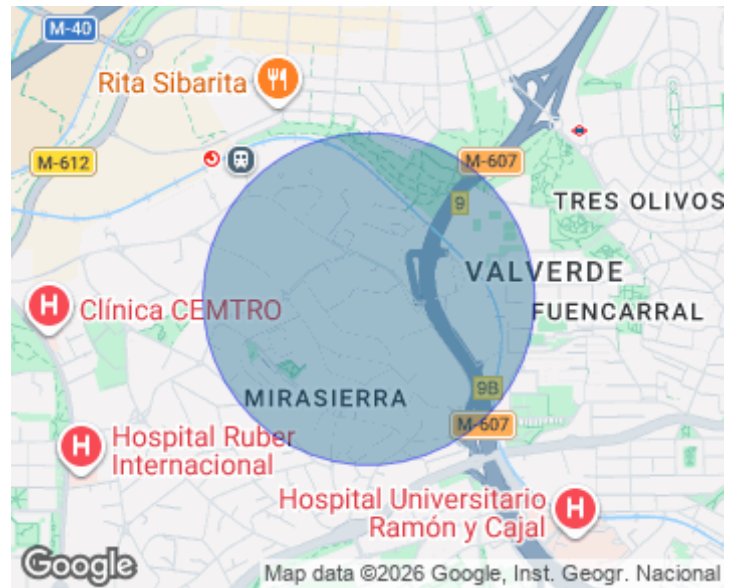 M-40
Rita Sibarita
M-612
M-607
9
TRES OLIVOS
VALVERDE
H
Clínica CEMTRO
FUENCARRAL
9B
MIRASIERRA
M-607
H
Hospital Ruber
Internacional
Hospital Universitario
Ramón y Cajal
H
Google
Map data ©2026 Google, Inst. Geogr. Nacional